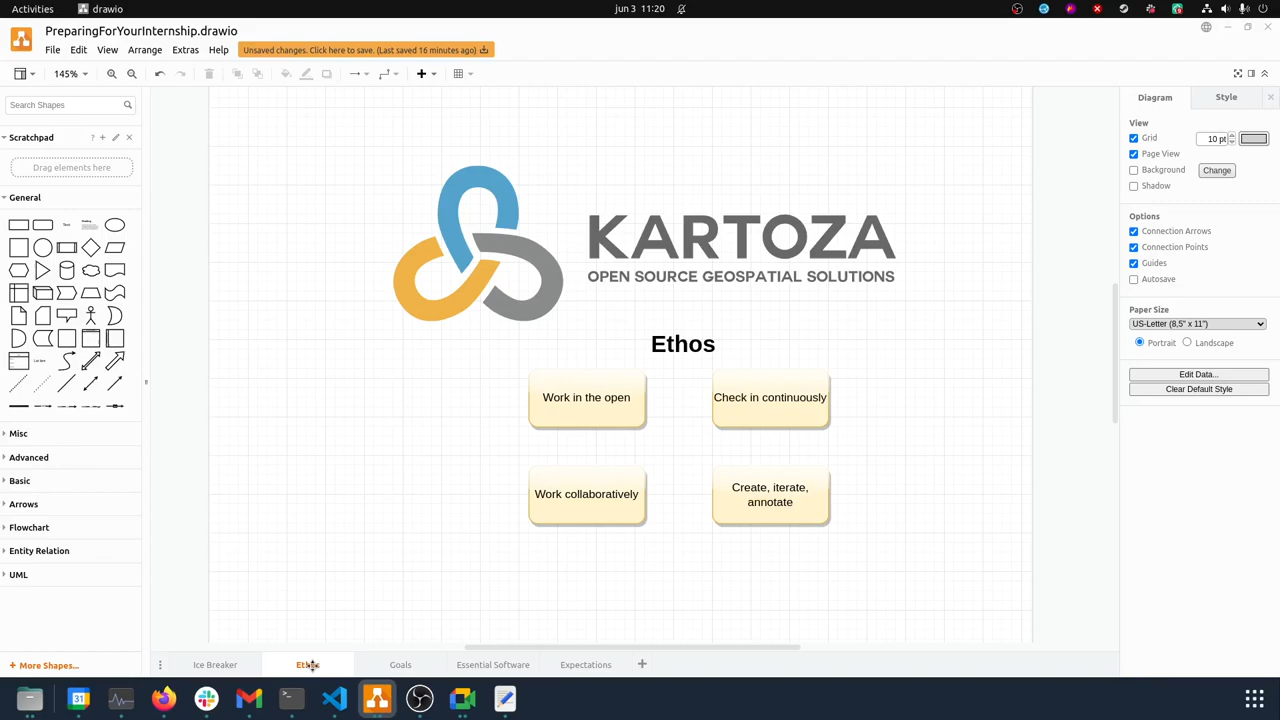 Activities
drawio
jun 3 11:20
PreparingForYourInternship.drawio
File Edit View Arrange Extras Help
Unsaved changes. Click here to save. (Last saved 16 minutes ago)
145%
Search Shapes
Scratchpad
?
Drag elements here
General
Text
Heading
List Item
Misc
Advanced
Basic
Arrows
Flowchart
Entity Relation
UML
+ More Shapes...
KARTOZA
OPEN SOURCE GEOSPATIAL SOLUTIONS
Ethos
Work in the open
Check in continuously
Work collaboratively
Create, iterate,
annotate
Ice Breaker
Goals
Essential Software
Expectations
Diagram
Style
View
Grid
10 pt
Page View
Background
Change
Shadow
Options
Connection Arrows
Connection Points
Guides
Autosave
Paper Size
US-Letter (8,5" x 11")
Portrait
Landscape
Edit Data...
Clear Default Style
31